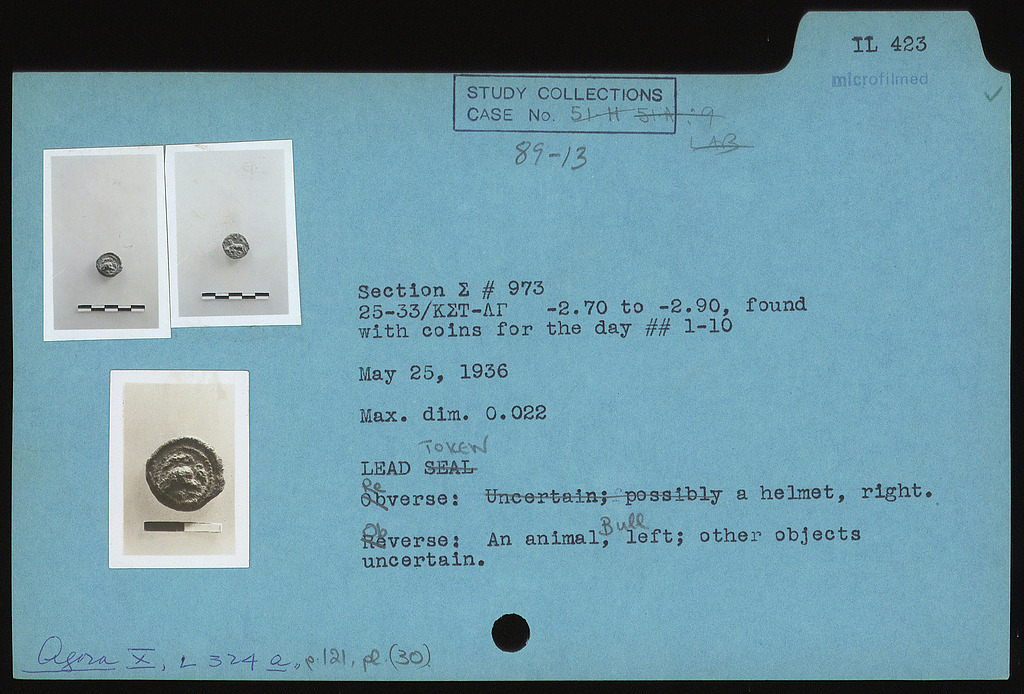 IL 423
microfilmed
STUDY COLLECTIONS
CASE No. 51 H 51 N:9
LAB
89-13
Section Σ # 973
25-33/ΚΣΤ-ΛΓ -2.70 to -2.90, found
with coins for the day ## 1-10
May 25, 1936
Max. dim. 0.022
TOKEN
LEAD SEAL
Re
Obverse: Uncertain; possibly a helmet, right.
Ob Bull
Reverse: An animal, left; other objects
uncertain.
Agora X, L 324 a, p. 121, pl. (30)